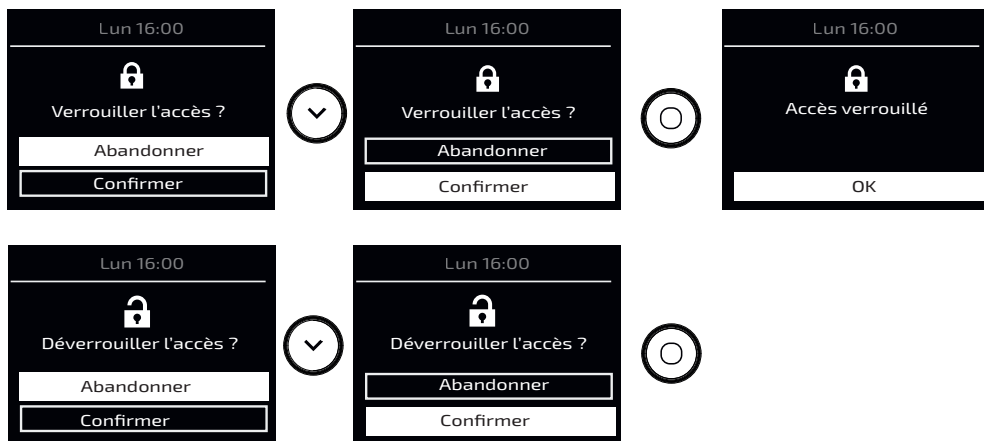 Lun 16:00
Verrouiller l’accès ?
Abandonner
Confirmer
Lun 16:00
Verrouiller l’accès ?
Abandonner
Confirmer
Lun 16:00
Accès verrouillé
OK
Lun 16:00
Déverrouiller l’accès ?
Abandonner
Confirmer
Lun 16:00
Déverrouiller l’accès ?
Abandonner
Confirmer